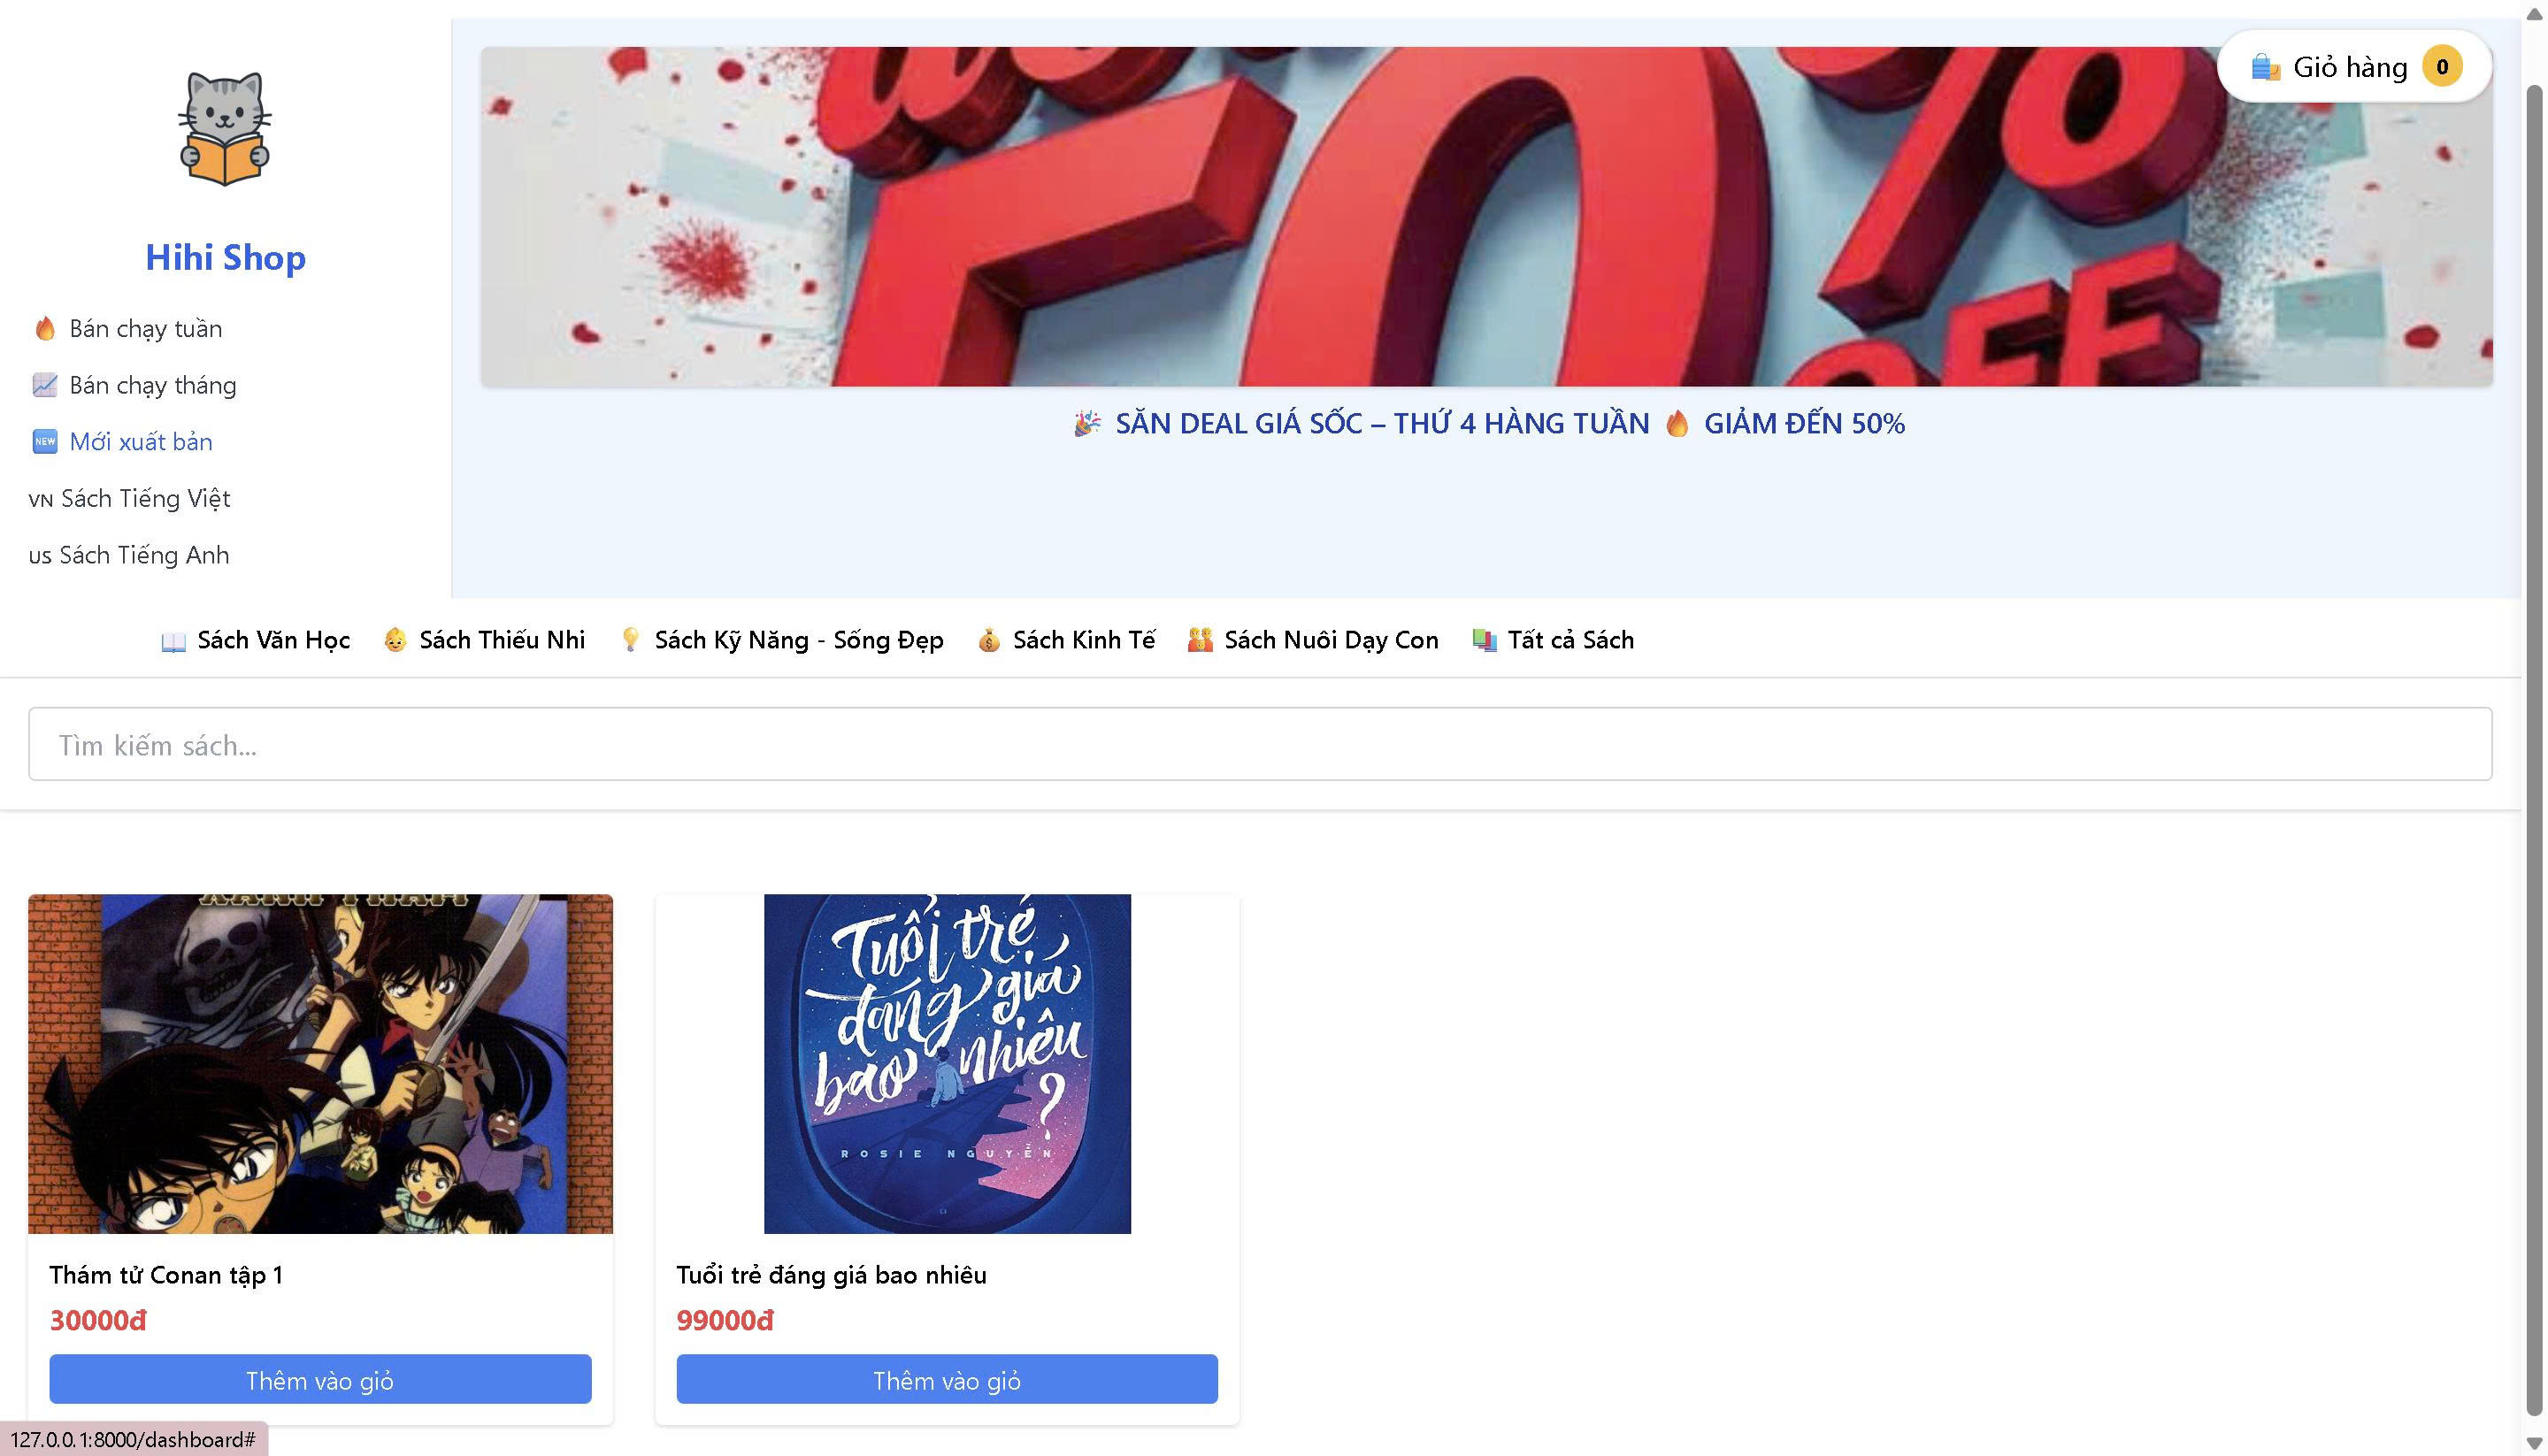 Giỏ hàng 0
50%
OFF
Hihi Shop
Bán chạy tuần
Bán chạy tháng
NEW Mới xuất bản
VN Sách Tiếng Việt
US Sách Tiếng Anh
SĂN DEAL GIÁ SỐC – THỨ 4 HÀNG TUẦN GIẢM ĐẾN 50%
Sách Văn Học Sách Thiếu Nhi Sách Kỹ Năng - Sống Đẹp Sách Kinh Tế Sách Nuôi Dạy Con Tất cả Sách
Tìm kiếm sách...
Tuổi trẻ
đáng giá
bao nhiêu
?
ROSIE NGUYỄN
Thám tử Conan tập 1
30000đ
Thêm vào giỏ
Tuổi trẻ đáng giá bao nhiêu
99000đ
Thêm vào giỏ
127.0.0.1:8000/dashboard#